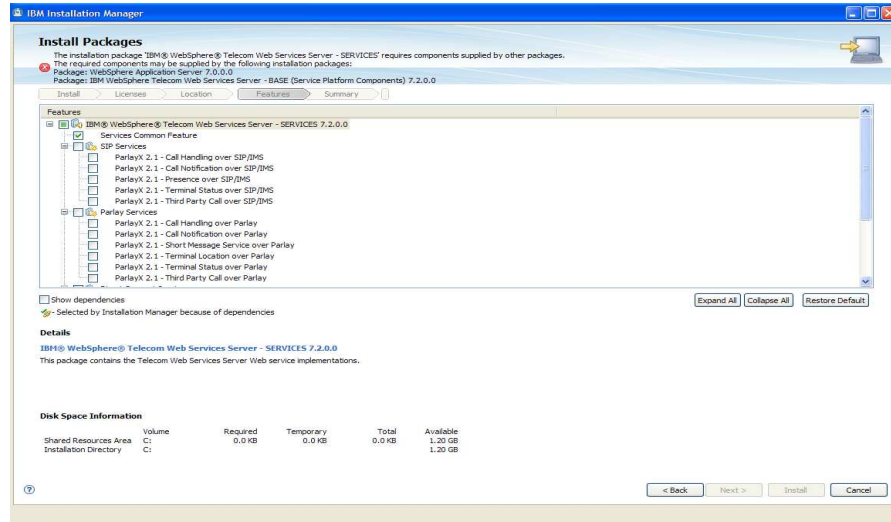 IBM Installation Manager
Install Packages
The installation package 'IBM® WebSphere® Telecom Web Services Server - SERVICES' requires components supplied by other packages.
The required components may be supplied by the following installation packages:
Package: WebSphere Application Server 7.0.0.0
Package: IBM WebSphere Telecom Web Services Server - BASE (Service Platform Components) 7.2.0.0
Install Licenses Location Features Summary
Features
IBM® WebSphere® Telecom Web Services Server - SERVICES 7.2.0.0
Services Common Feature
SIP Services
ParlayX 2.1 - Call Handling over SIP/IMS
ParlayX 2.1 - Call Notification over SIP/IMS
ParlayX 2.1 - Presence over SIP/IMS
ParlayX 2.1 - Terminal Status over SIP/IMS
ParlayX 2.1 - Third Party Call over SIP/IMS
Parlay Services
ParlayX 2.1 - Call Handling over Parlay
ParlayX 2.1 - Call Notification over Parlay
ParlayX 2.1 - Short Message Service over Parlay
ParlayX 2.1 - Terminal Location over Parlay
ParlayX 2.1 - Terminal Status over Parlay
ParlayX 2.1 - Third Party Call over Parlay
Show dependencies Expand All Collapse All Restore Default
- Selected by Installation Manager because of dependencies
Details
IBM® WebSphere® Telecom Web Services Server - SERVICES 7.2.0.0
This package contains the Telecom Web Services Server Web service implementations.
Disk Space Information
Volume Required Temporary Total Available
Shared Resources Area C: 0.0 KB 0.0 KB 0.0 KB 1.20 GB
Installation Directory C: 1.20 GB
? < Back Next > Install Cancel